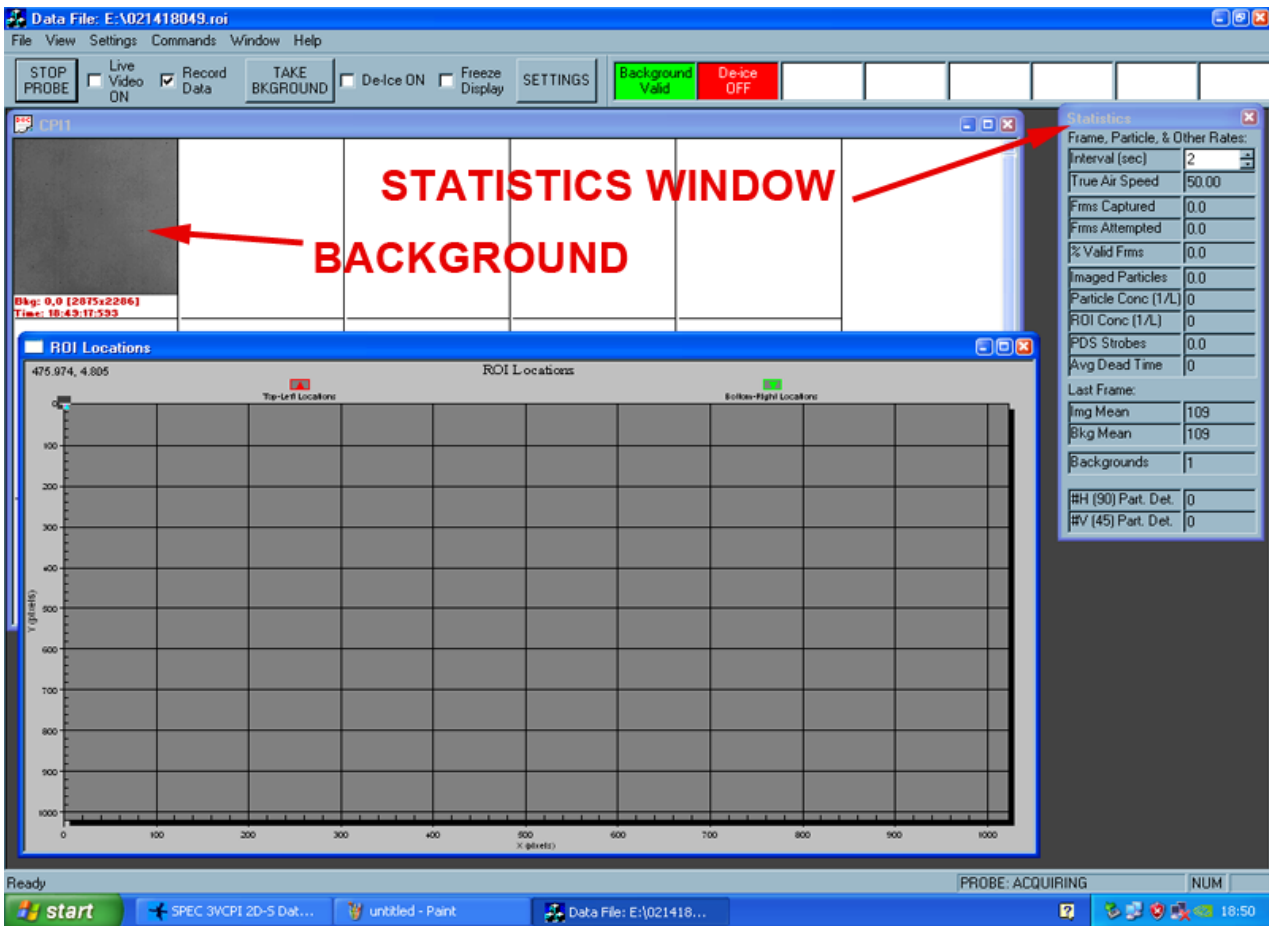 Data File: E:\021418049.roi
File View Settings Commands Window Help
STOP PROBE
Live Video ON
Record Data
TAKE BKGROUND
De-Ice ON
Freeze Display
SETTINGS
Background Valid
De-ice OFF
CPI1
STATISTICS WINDOW
BACKGROUND
Bkg: 0,0 [2875x2286]
Time: 18:49:17:593
Statistics
Frame, Particle, & Other Rates:
Interval (sec) 2
True Air Speed 50.00
Frms Captured 0.0
Frms Attempted 0.0
% Valid Frms 0.0
Imaged Particles 0.0
Particle Conc (1/L) 0
ROI Conc (1/L) 0
PDS Strobes 0.0
Avg Dead Time 0
Last Frame:
Img Mean 109
Bkg Mean 109
Backgrounds 1
#H (90) Part. Det. 0
#V (45) Part. Det. 0
ROI Locations
475.974, 4.805
ROI Locations
Top-Left Locations
Bottom-Right Locations
0
100
200
300
400
500
600
700
800
900
1000
Y (pixels)
0 100 200 300 400 500 600 700 800 900 1000
X (pixels)
Ready
PROBE: ACQUIRING
NUM
start
SPEC 3VCPI 2D-S Dat...
untitled - Paint
Data File: E:\021418...
18:50